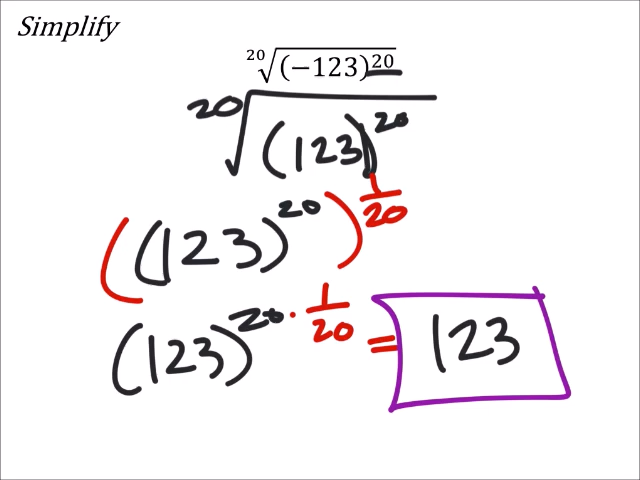 Simplify
²⁰√(−123)²⁰
²⁰√(123)²⁰
((123)²⁰)^(1/20)
(123)^(20 · 1/20) = 123